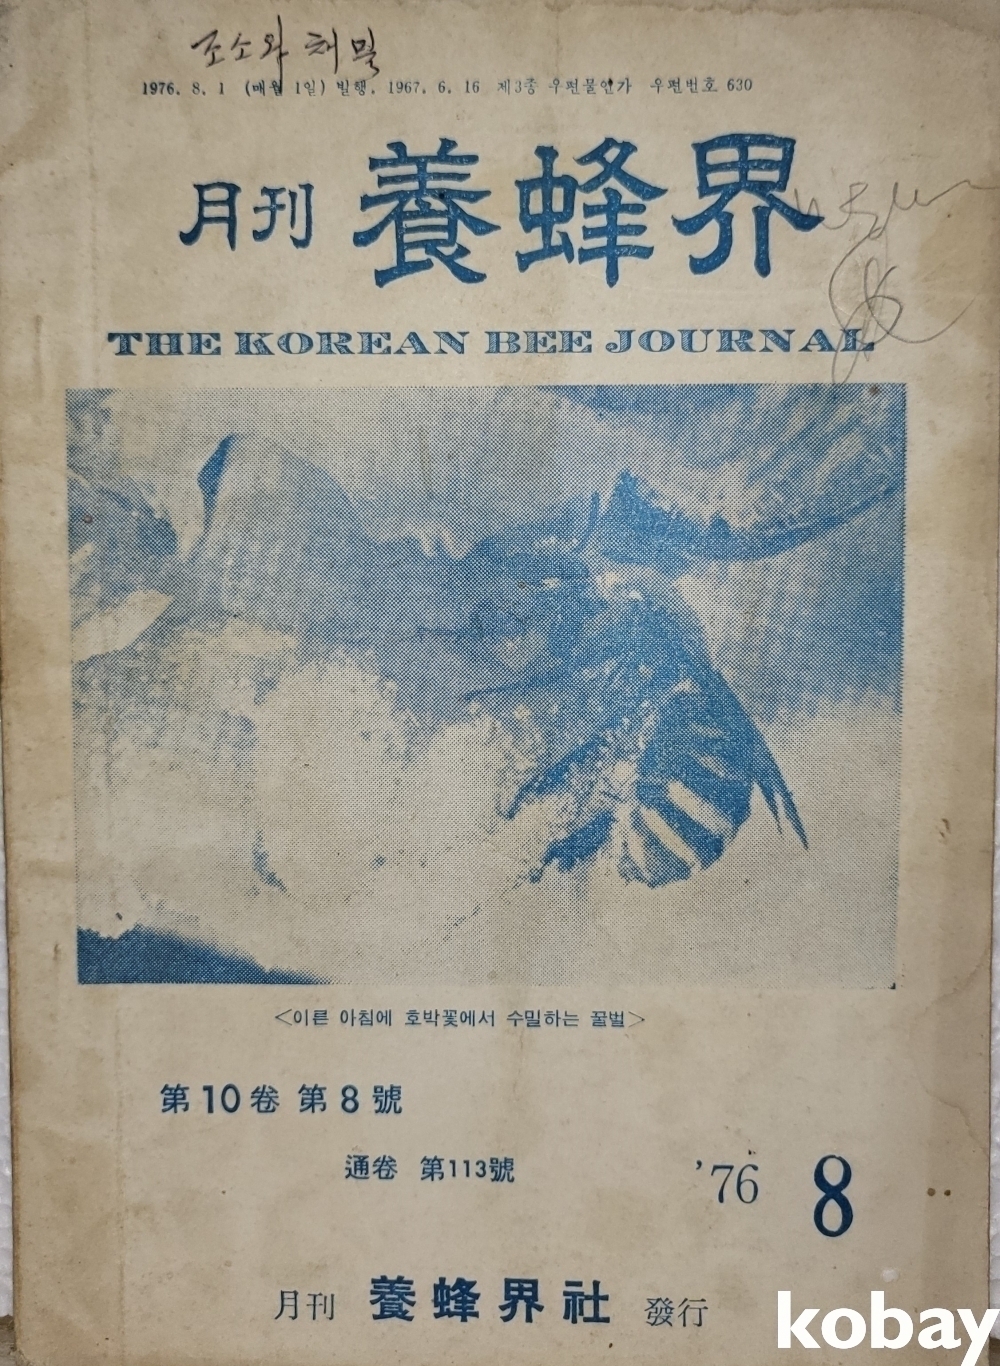 조소와 채밀
1976. 8. 1 (매월 1일) 발행. 1967. 6. 16 제3종 우편물인가 우편번호 630
月刊 養蜂界
THE KOREAN BEE JOURNAL
<이른 아침에 호박꽃에서 수밀하는 꿀벌>
第10卷 第8號
通卷 第113號
'76 8
月刊 養蜂界社 發行
kobay